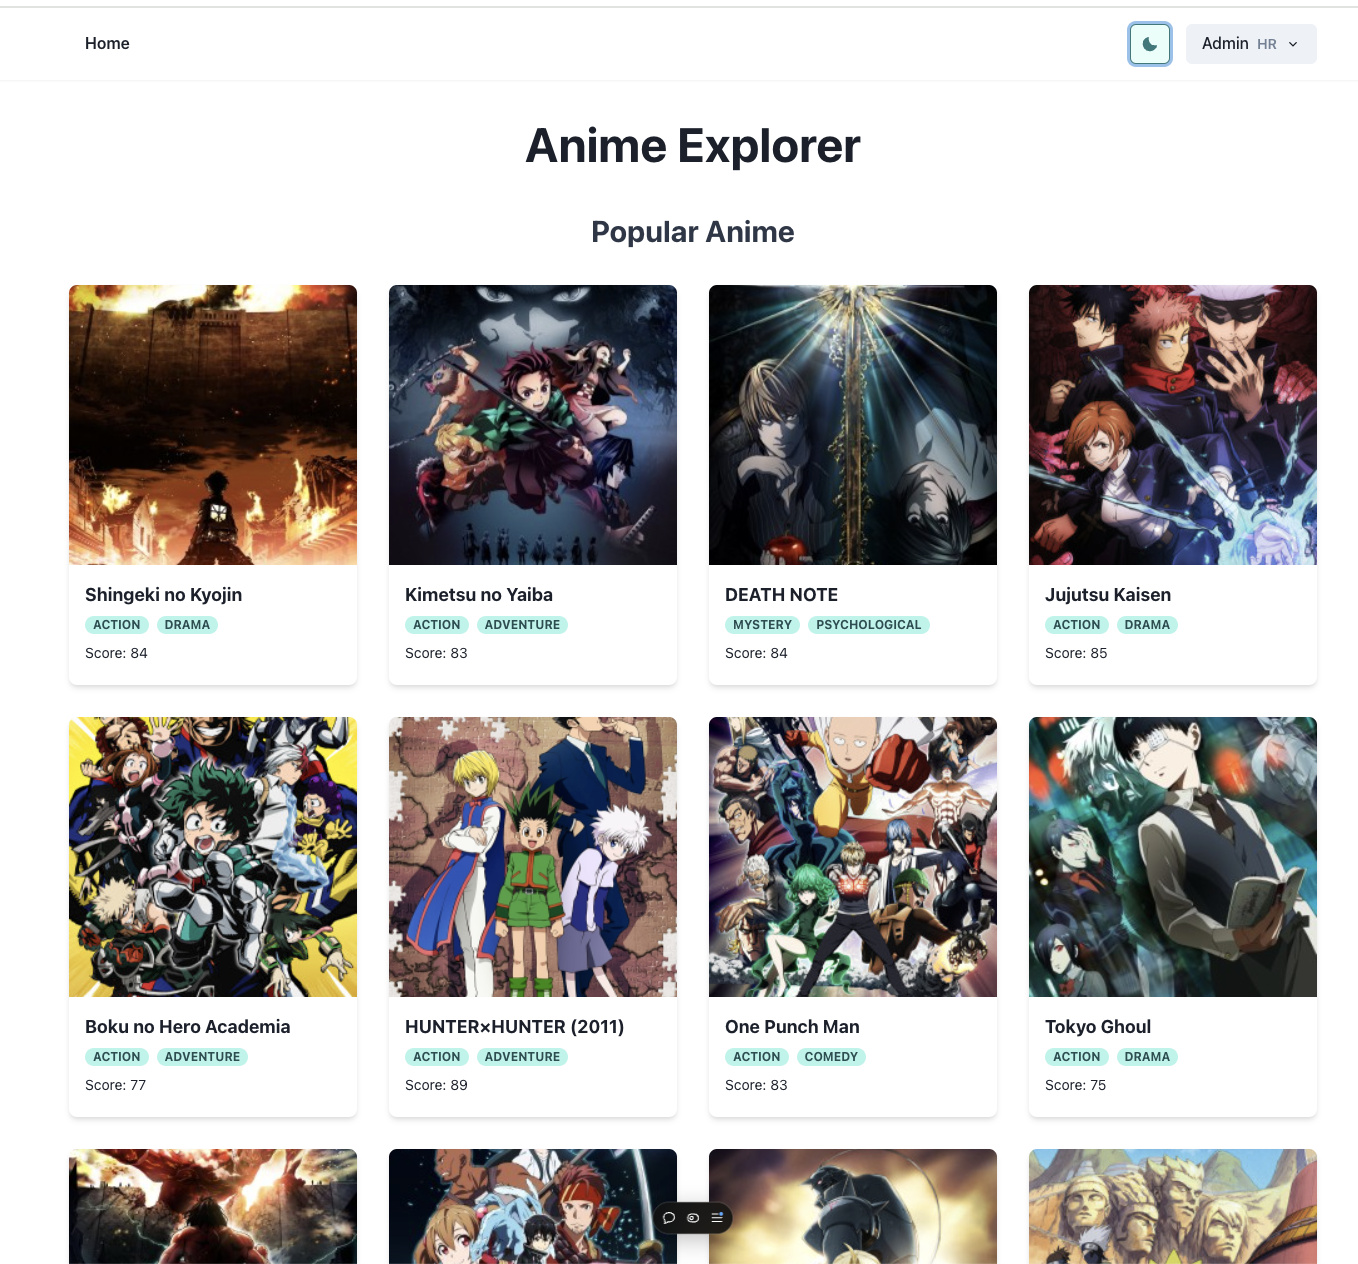 Home
Admin HR
Anime Explorer
Popular Anime
Shingeki no Kyojin
ACTION DRAMA
Score: 84
Kimetsu no Yaiba
ACTION ADVENTURE
Score: 83
DEATH NOTE
MYSTERY PSYCHOLOGICAL
Score: 84
Jujutsu Kaisen
ACTION DRAMA
Score: 85
Boku no Hero Academia
ACTION ADVENTURE
Score: 77
HUNTER×HUNTER (2011)
ACTION ADVENTURE
Score: 89
One Punch Man
ACTION COMEDY
Score: 83
Tokyo Ghoul
ACTION DRAMA
Score: 75